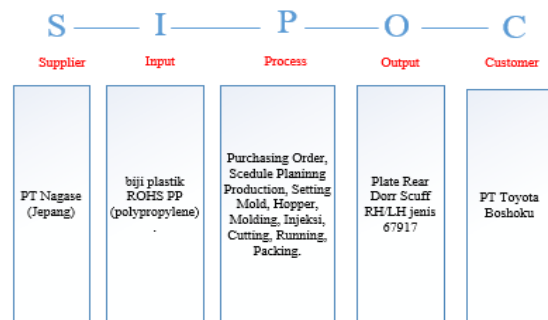 S I P O C
Supplier Input Process Output Customer
PT Nagase
(Jepang)
biji plastik
ROHS PP
(polypropylene)
.
Purchasing Order,
Scedule Planinng
Production, Setting
Mold, Hopper,
Molding, Injeksi,
Cutting, Running,
Packing.
Plate Rear
Dorr Scuff
RH/LH jenis
67917
PT Toyota
Boshoku